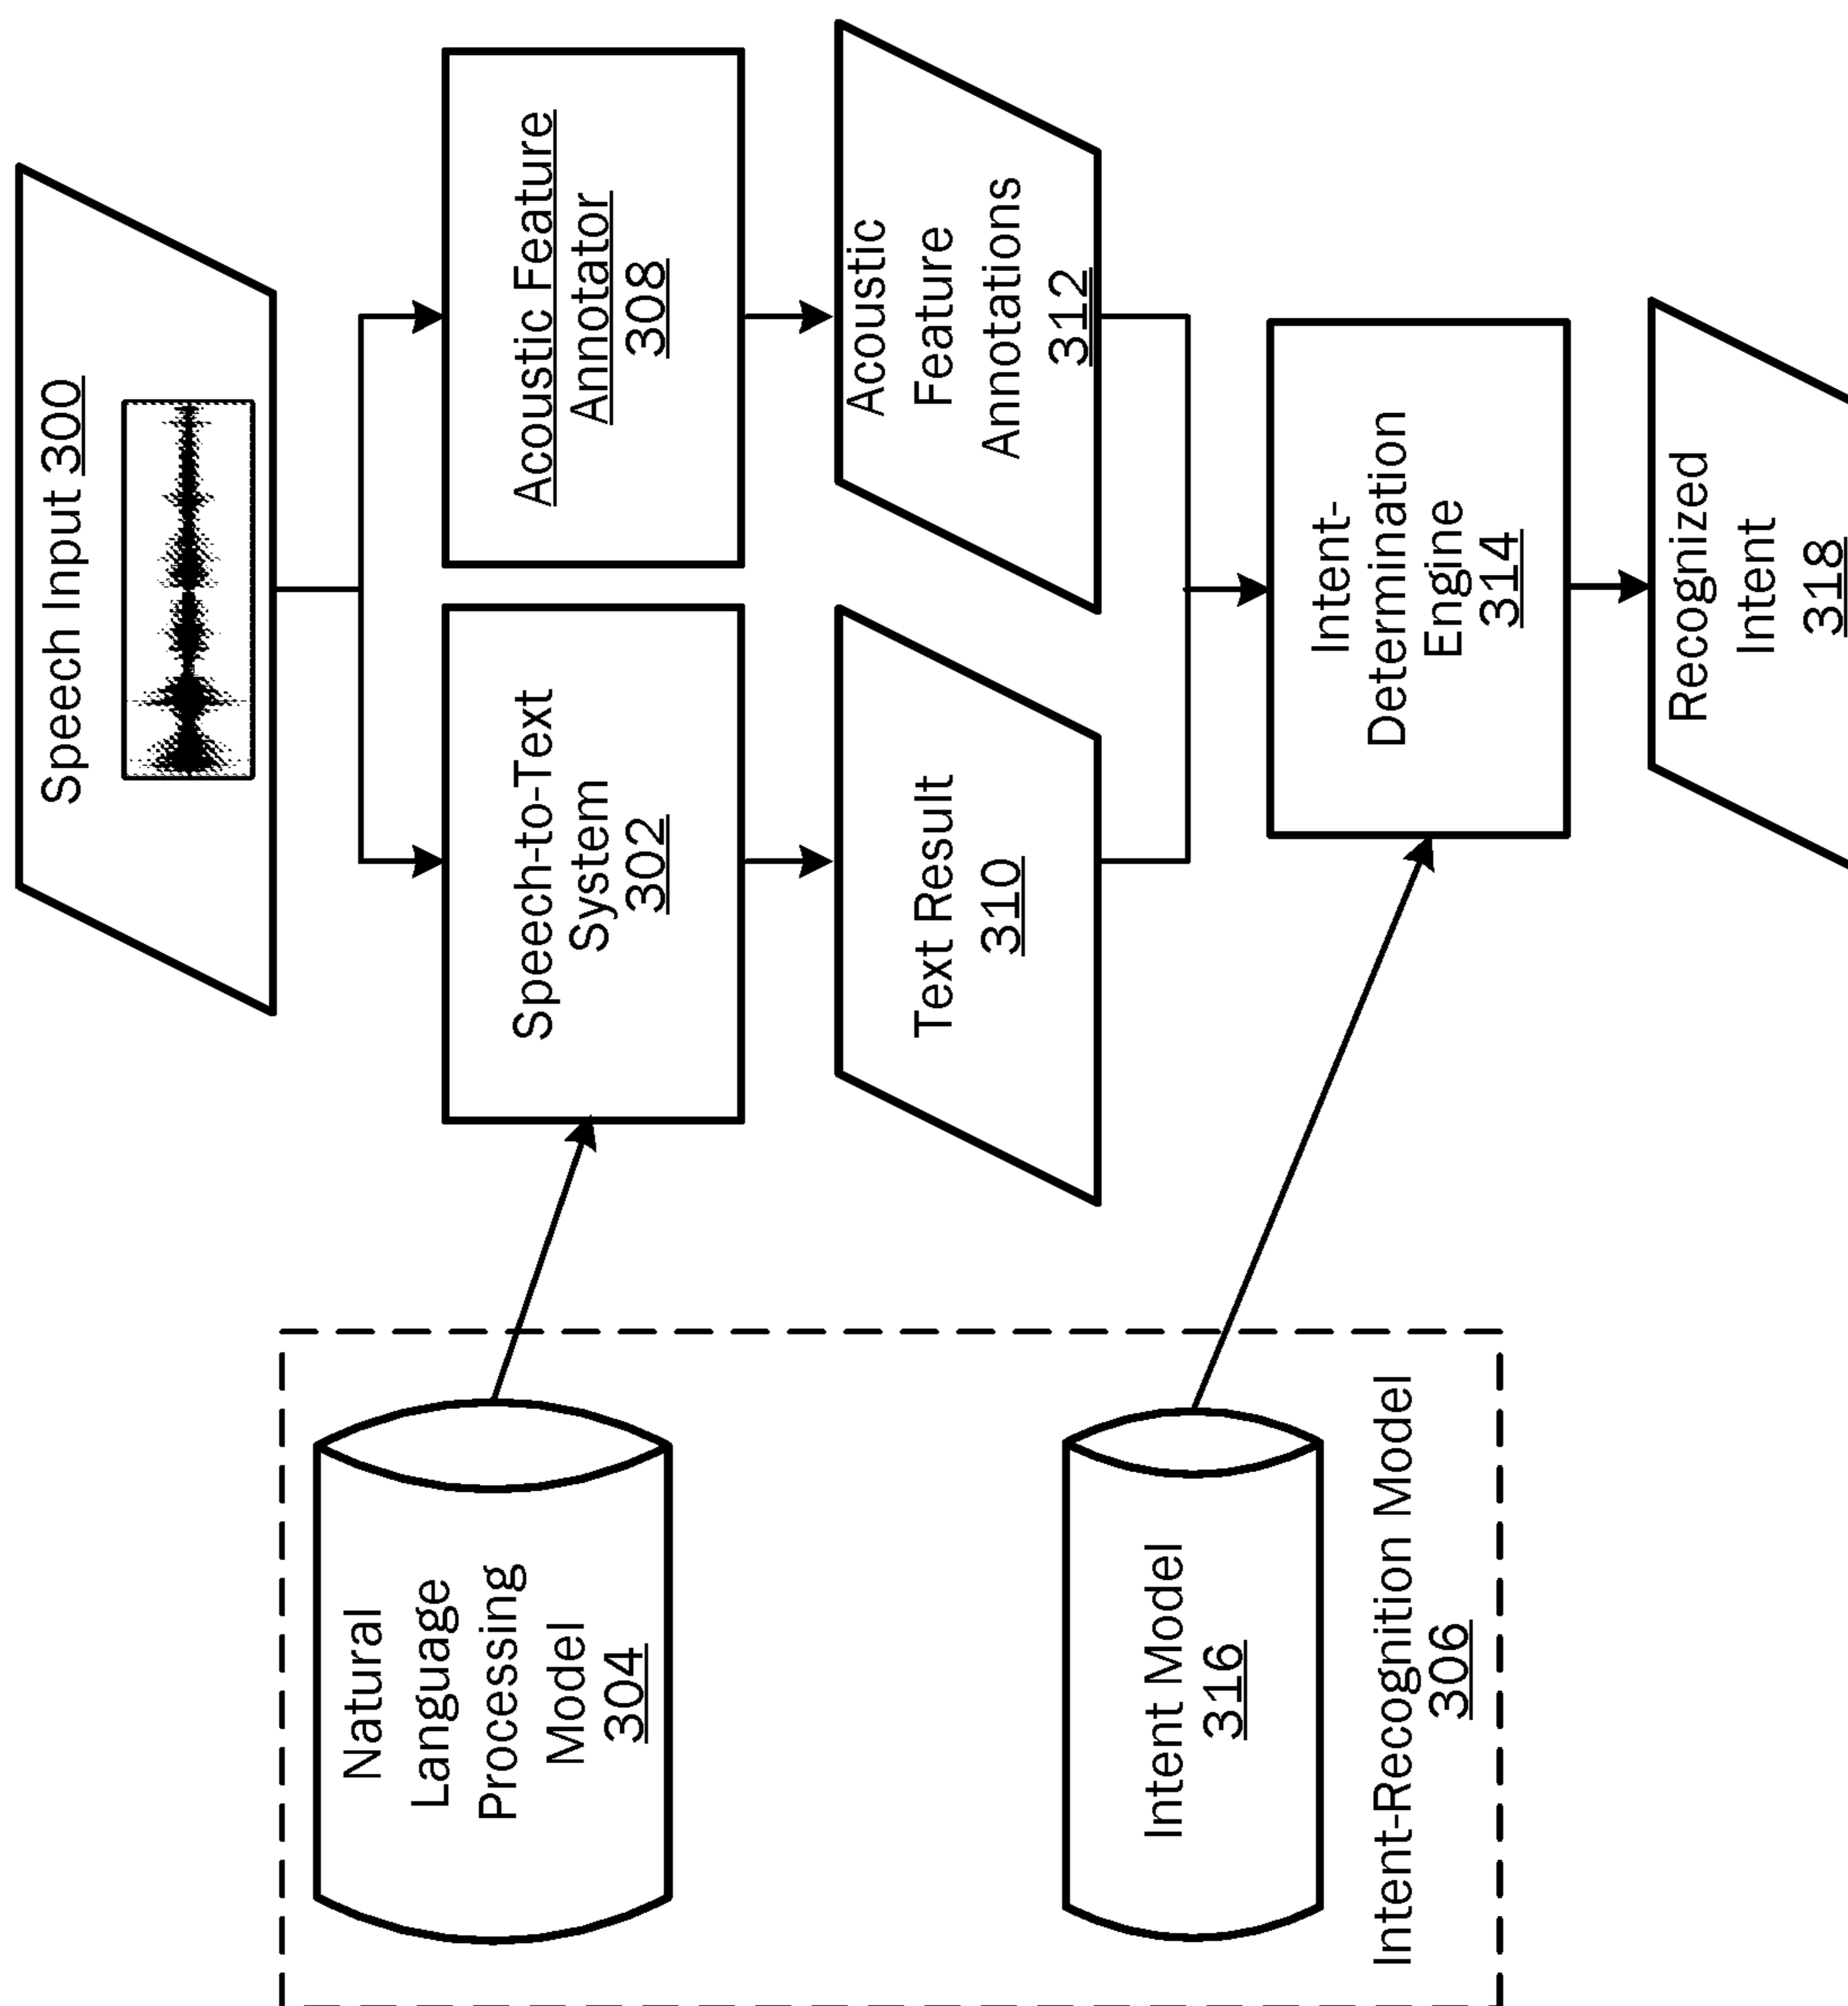 Speech Input 300
Speech-to-Text
System
302
Acoustic Feature
Annotator
308
Text Result
310
Acoustic
Feature
Annotations
312
Natural
Language
Processing
Model
304
Intent Model
316
Intent-Recognition Model
306
Intent-
Determination
Engine
314
Recognized
Intent
318